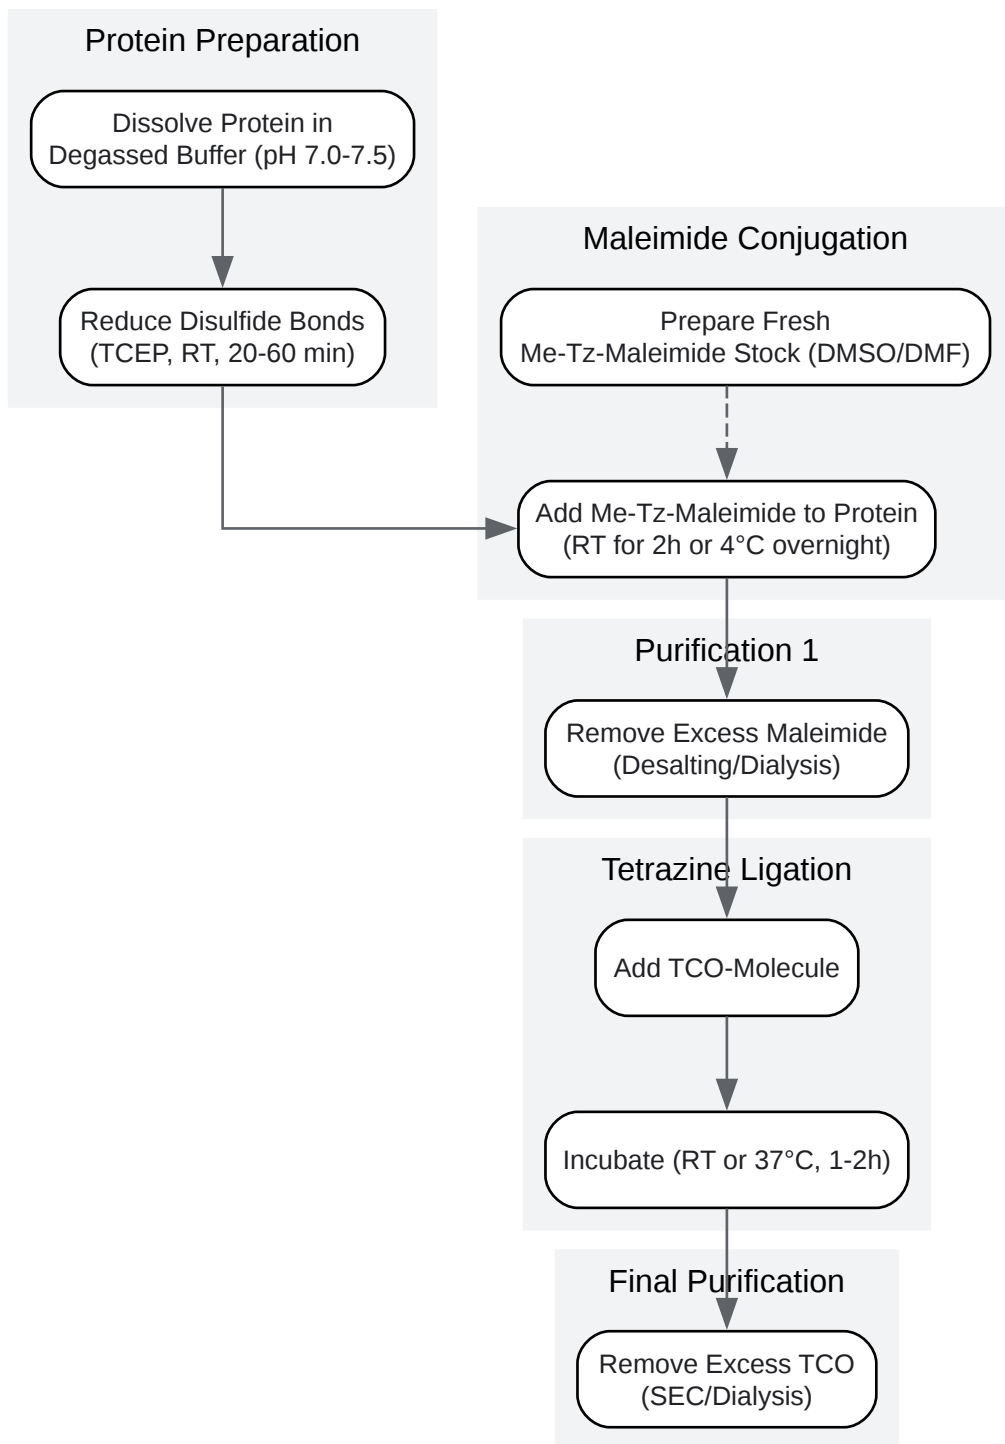 Protein Preparation
Dissolve Protein in
Degassed Buffer (pH 7.0-7.5)
Reduce Disulfide Bonds
(TCEP, RT, 20-60 min)
Maleimide Conjugation
Prepare Fresh
Me-Tz-Maleimide Stock (DMSO/DMF)
Add Me-Tz-Maleimide to Protein
(RT for 2h or 4°C overnight)
Purification 1
Remove Excess Maleimide
(Desalting/Dialysis)
Tetrazine Ligation
Add TCO-Molecule
Incubate (RT or 37°C, 1-2h)
Final Purification
Remove Excess TCO
(SEC/Dialysis)